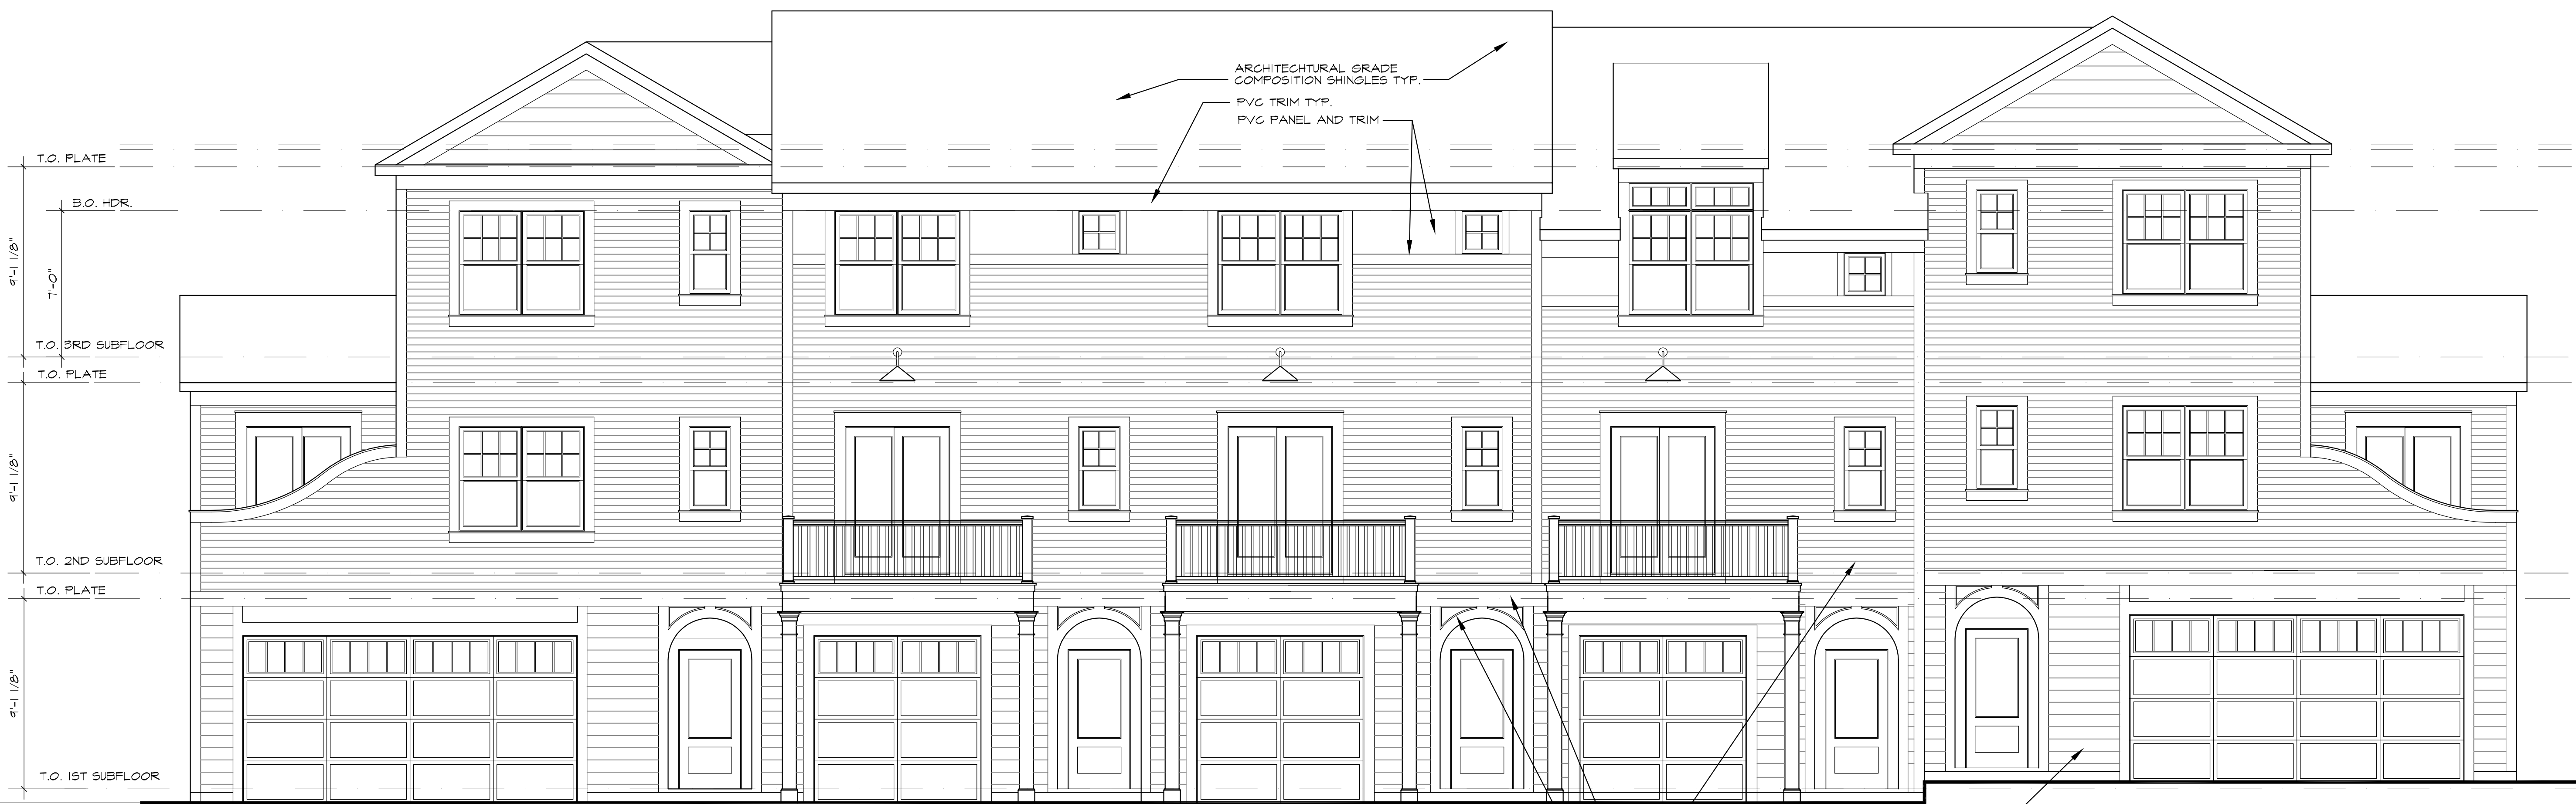 ARCHITECHTURAL GRADE
COMPOSITION SHINGLES TYP.
PVC TRIM TYP.
PVC PANEL AND TRIM
T.O. PLATE
B.O. HDR.
9'-1 1/8"
7'-0"
T.O. 3RD SUBFLOOR
T.O. PLATE
9'-1 1/8"
T.O. 2ND SUBFLOOR
T.O. PLATE
9'-1 1/8"
T.O. 1ST SUBFLOOR